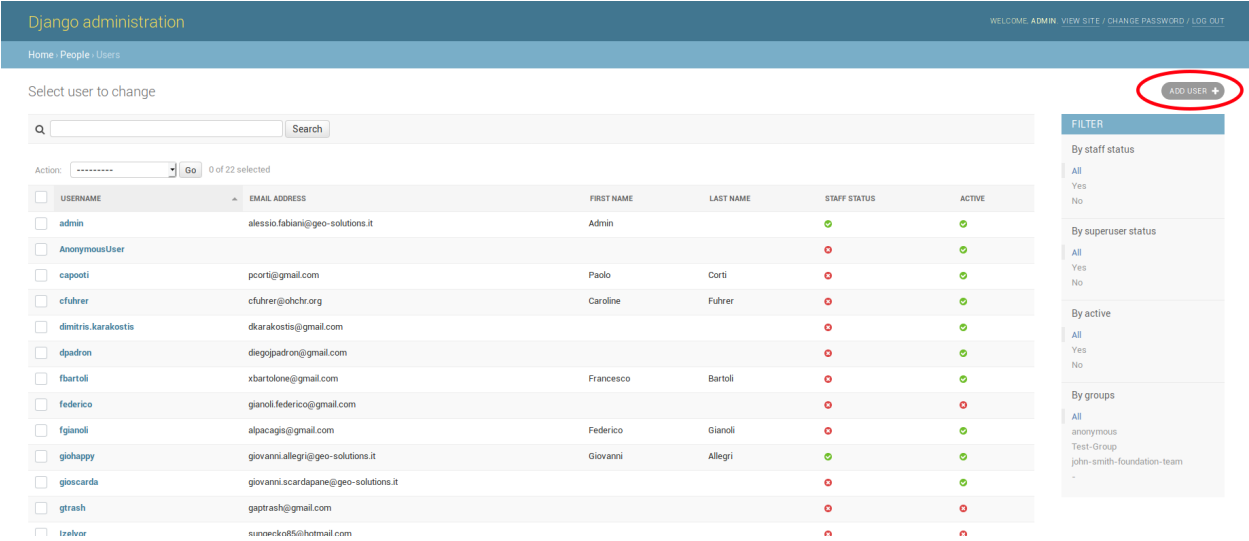 Django administration
WELCOME, ADMIN. VIEW SITE / CHANGE PASSWORD / LOG OUT
Home › People › Users
Select user to change
ADD USER +
Search
Action: --------- Go 0 of 22 selected
USERNAME EMAIL ADDRESS FIRST NAME LAST NAME STAFF STATUS ACTIVE
admin alessio.fabiani@geo-solutions.it Admin
AnonymousUser
capooti pcorti@gmail.com Paolo Corti
cfuhrer cfuhrer@ohchr.org Caroline Fuhrer
dimitris.karakostis dkarakostis@gmail.com
dpadron diegojpadron@gmail.com
fbartoli xbartolone@gmail.com Francesco Bartoli
federico gianoli.federico@gmail.com
fgianoli alpacagis@gmail.com Federico Gianoli
giohappy giovanni.allegri@geo-solutions.it Giovanni Allegri
gioscarda giovanni.scardapane@geo-solutions.it
gtrash gaptrash@gmail.com
Izelvor sungecko85@hotmail.com
FILTER
By staff status
All
Yes
No
By superuser status
All
Yes
No
By active
All
Yes
No
By groups
All
anonymous
Test-Group
john-smith-foundation-team
-